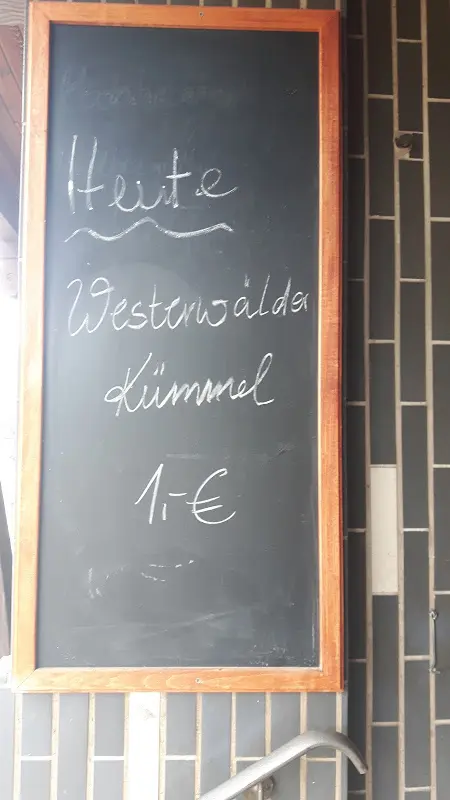 Heute
Westerwälder
Kümmel
1,-€